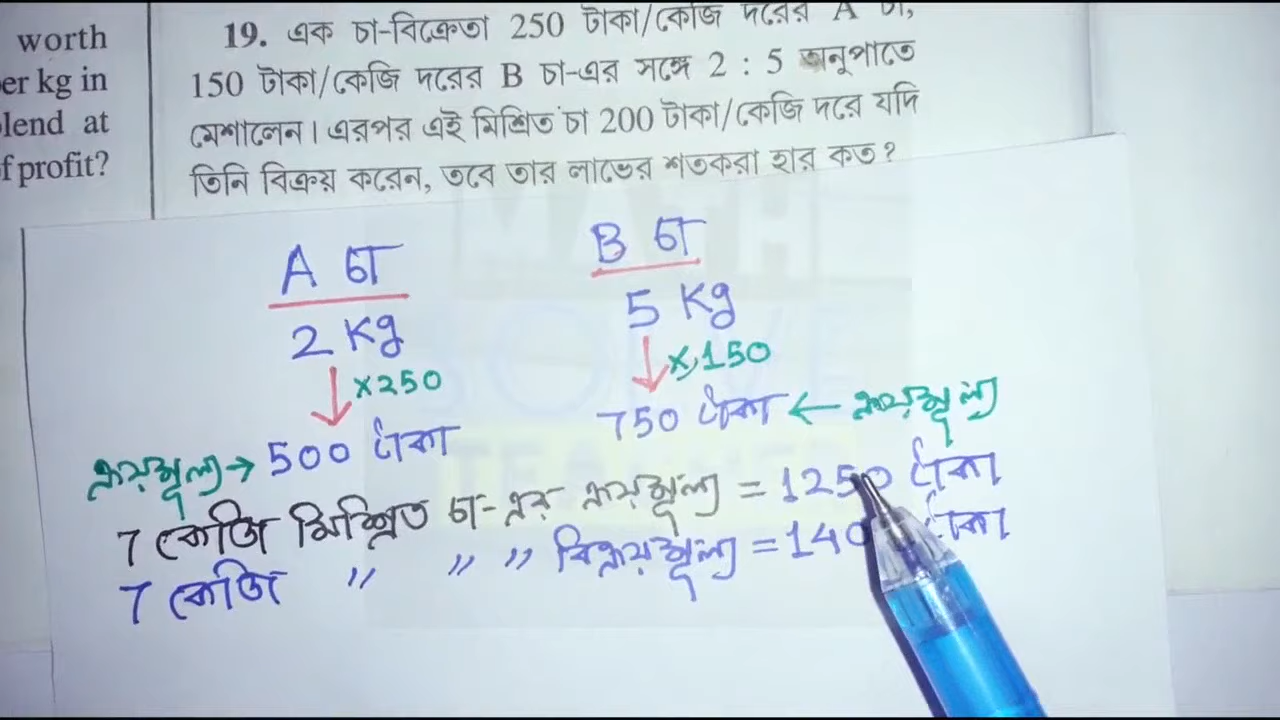 worth
er kg in
lend at
f profit?
19. এক চা-বিক্রেতা 250 টাকা/কেজি দরের A চা,
150 টাকা/কেজি দরের B চা-এর সঙ্গে 2 : 5 অনুপাতে
মেশালেন। এরপর এই মিশ্রিত চা 200 টাকা/কেজি দরে যদি
তিনি বিক্রয় করেন, তবে তার লাভের শতকরা হার কত?
A চা
B চা
2 Kg
5 Kg
×250
×150
ক্রয়মূল্য → 500 টাকা
750 টাকা ← ক্রয়মূল্য
7 কেজি মিশ্রিত চা-এর ক্রয়মূল্য = 1250 টাকা
7 কেজি " " " বিক্রয়মূল্য = 140 টাকা